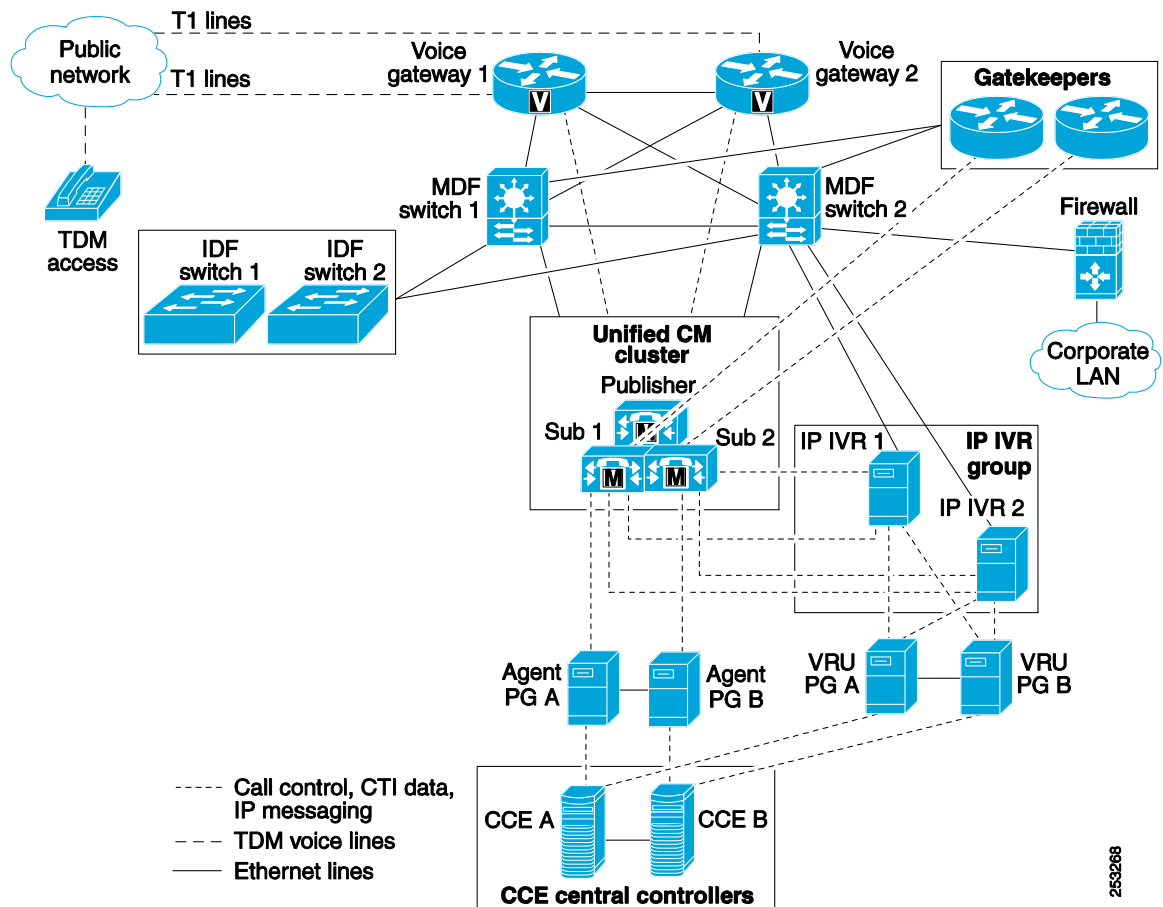 T1 lines
Public
network
T1 lines
Voice
gateway 1
Voice
gateway 2
V
V
Gatekeepers
TDM
access
MDF
switch 1
MDF
switch 2
Firewall
IDF
switch 1
IDF
switch 2
Corporate
LAN
Unified CM
cluster
Publisher
M
Sub 1
Sub 2
M
M
IP IVR 1
IP IVR
group
IP IVR 2
Agent
PG A
Agent
PG B
VRU
PG A
VRU
PG B
Call control, CTI data,
IP messaging
TDM voice lines
Ethernet lines
CCE A
CCE B
CCE central controllers
253268